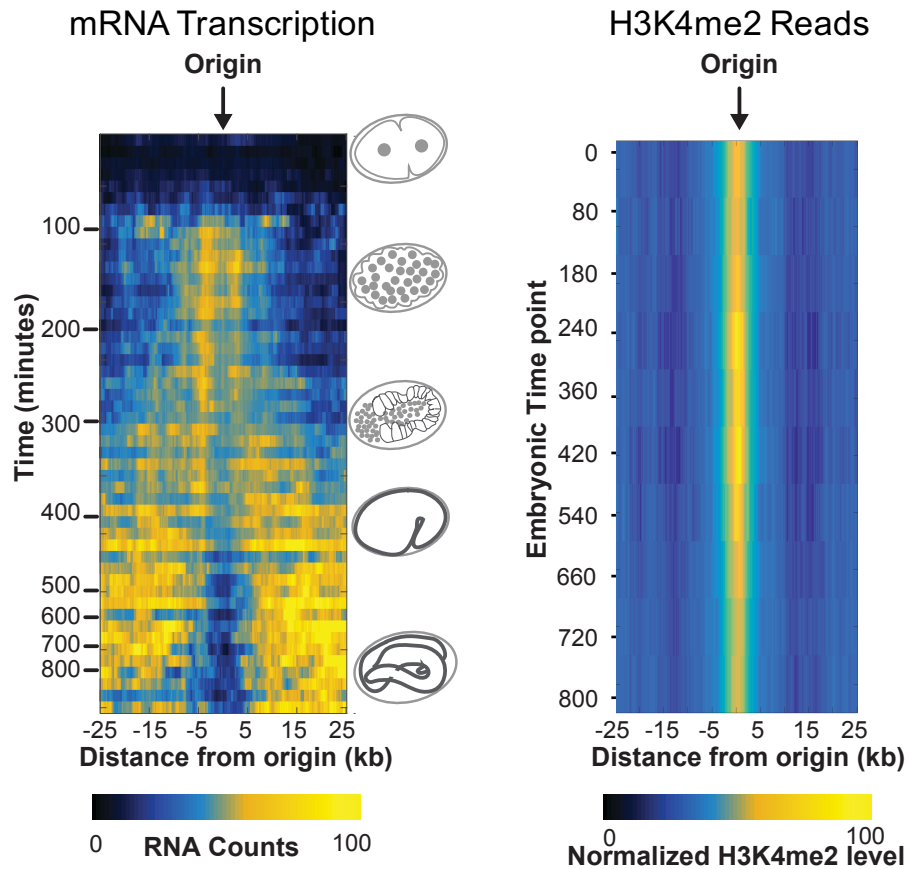 mRNA Transcription
Origin
Time (minutes)
100
200
300
400
500
600
700
800
-25 -15 -5 5 15 25
Distance from origin (kb)
0 100
RNA Counts
H3K4me2 Reads
Origin
Embryonic Time point
0
80
180
240
360
420
540
660
720
800
-25 -15 -5 5 15 25
Distance from origin (kb)
0 100
Normalized H3K4me2 level